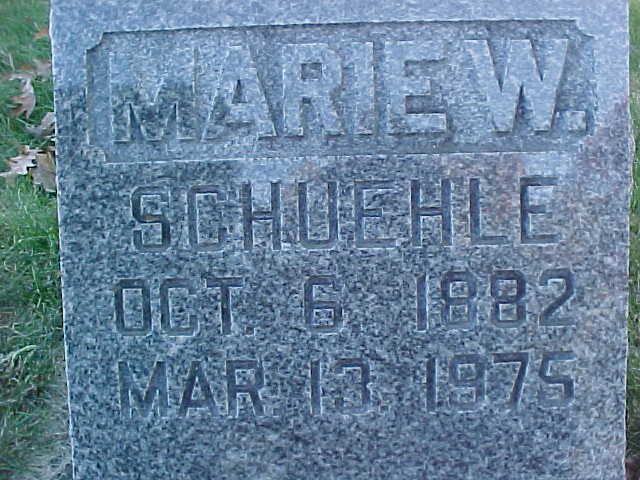 MARIE W.
SCHUEHLE
OCT. 6. 1882
MAR. 13. 1975